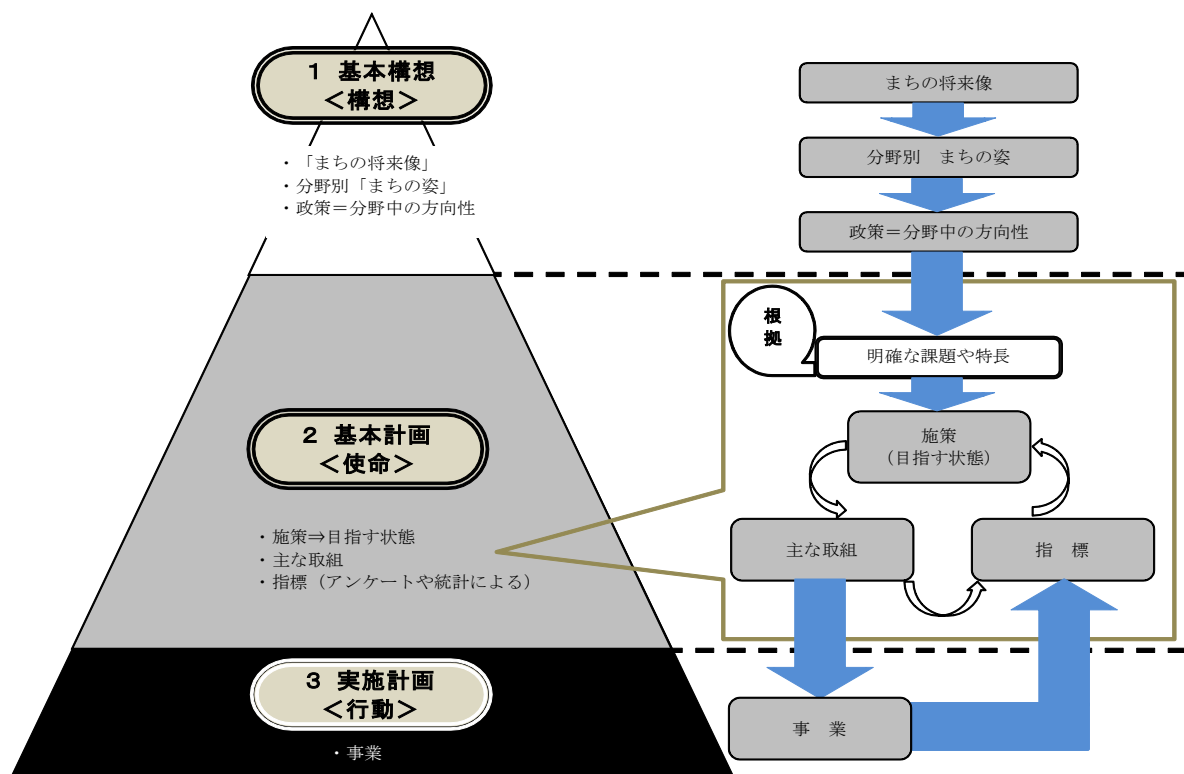 1 基本構想
＜構想＞
・「まちの将来像」
・分野別「まちの姿」
・政策＝分野中の方向性
2 基本計画
＜使命＞
・施策⇒目指す状態
・主な取組
・指標（アンケートや統計による）
3 実施計画
＜行動＞
・事業
まちの将来像
分野別　まちの姿
政策＝分野中の方向性
根
拠
明確な課題や特長
施策
（目指す状態）
主な取組
指　標
事　業